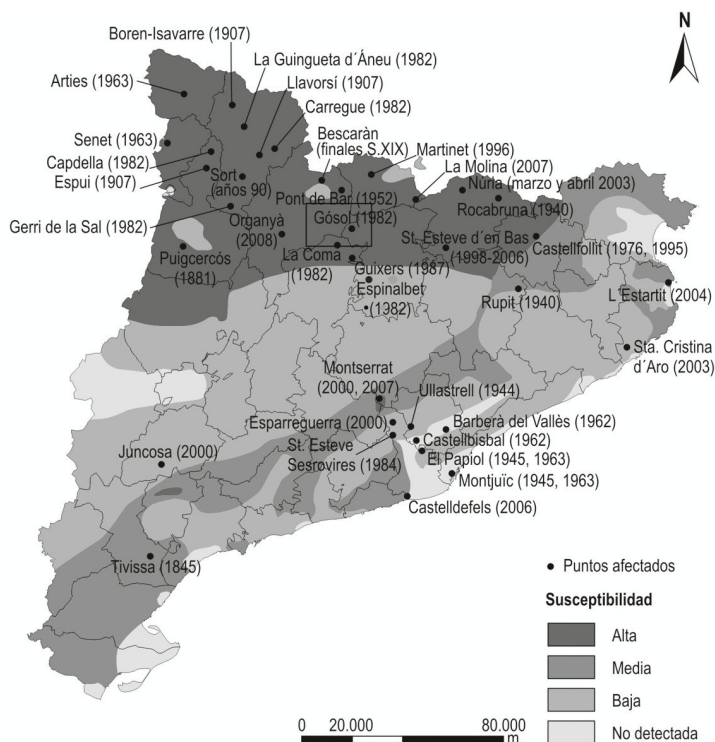 Boren-Isavarre (1907)
N
La Guingueta d´Áneu (1982)
Arties (1963)
Llavorsí (1907)
Carregue (1982)
Bescaràn
(finales S.XIX)
Senet (1963)
Martinet (1996)
Capdella (1982)
La Molina (2007)
Espui (1907)
Sort
(años 90)
Núria (marzo y abril 2003)
Pont de Bar (1952)
Rocabruna (1940)
Gerri de la Sal (1982)
Organyà
(2008)
Gósol (1982)
St. Esteve d´en Bas
(1998-2006)
Castellfollit (1976, 1995)
Puigcercós
(1881)
La Coma
(1982)
Guixers (1987)
Espinalbet
(1982)
Rupit (1940)
L´Estartit (2004)
Sta. Cristina
d´Aro (2003)
Montserrat
(2000, 2007)
Ullastrell (1944)
Esparreguerra (2000)
Barberà del Vallès (1962)
St. Esteve
Sesrovires (1984)
Castellbisbal (1962)
El Papiol (1945, 1963)
Juncosa (2000)
Montjuïc (1945, 1963)
Castelldefels (2006)
Tivissa (1845)
Puntos afectados
Susceptibilidad
Alta
Media
Baja
No detectada
0 20.000 80.000
m